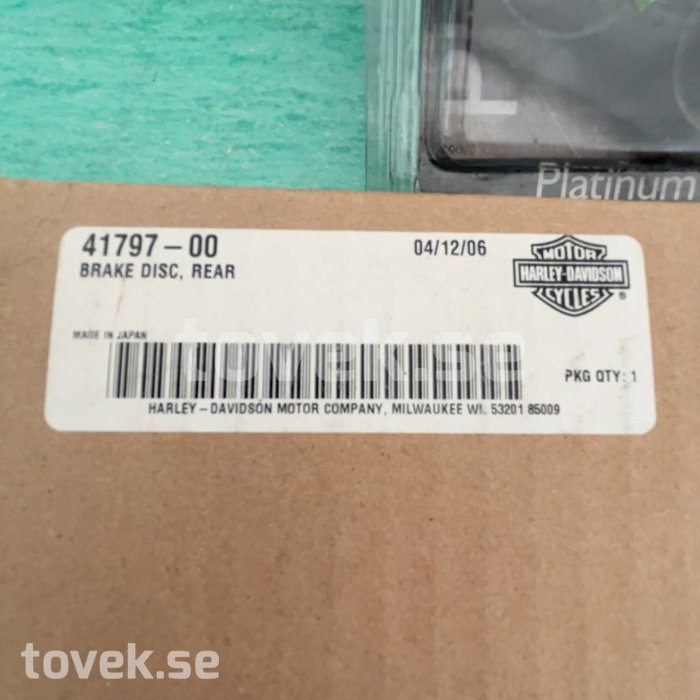 P
Platinum
41797-00
04/12/06
BRAKE DISC, REAR
MOTOR
HARLEY-DAVIDSON
CYCLES
®
MADE IN JAPAN
tovek.se
PKG QTY: 1
HARLEY-DAVIDSON MOTOR COMPANY, MILWAUKEE WI. 53201 85009
tovek.se